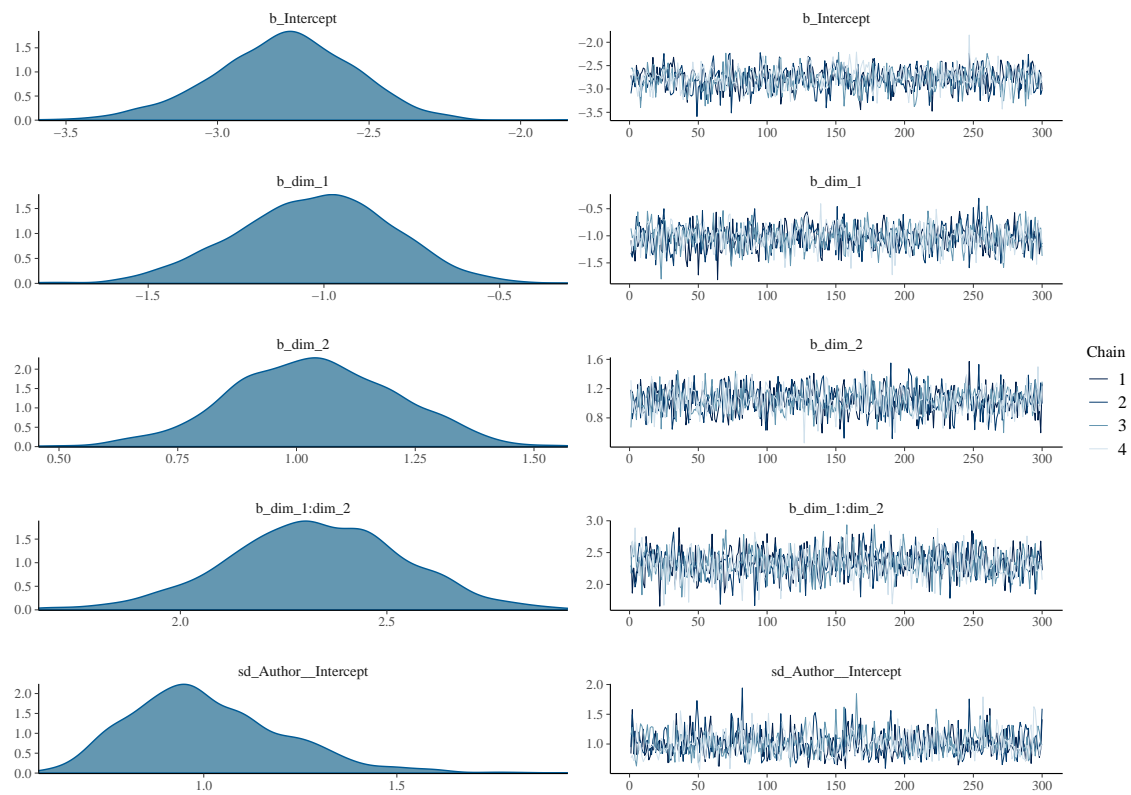 b_Intercept
1.5
1.0
0.5
0.0
−3.5 −3.0 −2.5 −2.0
b_Intercept
−2.0
−2.5
−3.0
−3.5
0 50 100 150 200 250 300
b_dim_1
1.5
1.0
0.5
0.0
−1.5 −1.0 −0.5
b_dim_1
−0.5
−1.0
−1.5
0 50 100 150 200 250 300
b_dim_2
2.0
1.5
1.0
0.5
0.0
0.50 0.75 1.00 1.25 1.50
b_dim_2
1.6
1.2
0.8
0 50 100 150 200 250 300
b_dim_1:dim_2
1.5
1.0
0.5
0.0
2.0 2.5
b_dim_1:dim_2
3.0
2.5
2.0
0 50 100 150 200 250 300
sd_Author__Intercept
2.0
1.5
1.0
0.5
0.0
1.0 1.5
sd_Author__Intercept
2.0
1.5
1.0
0 50 100 150 200 250 300
Chain
1
2
3
4